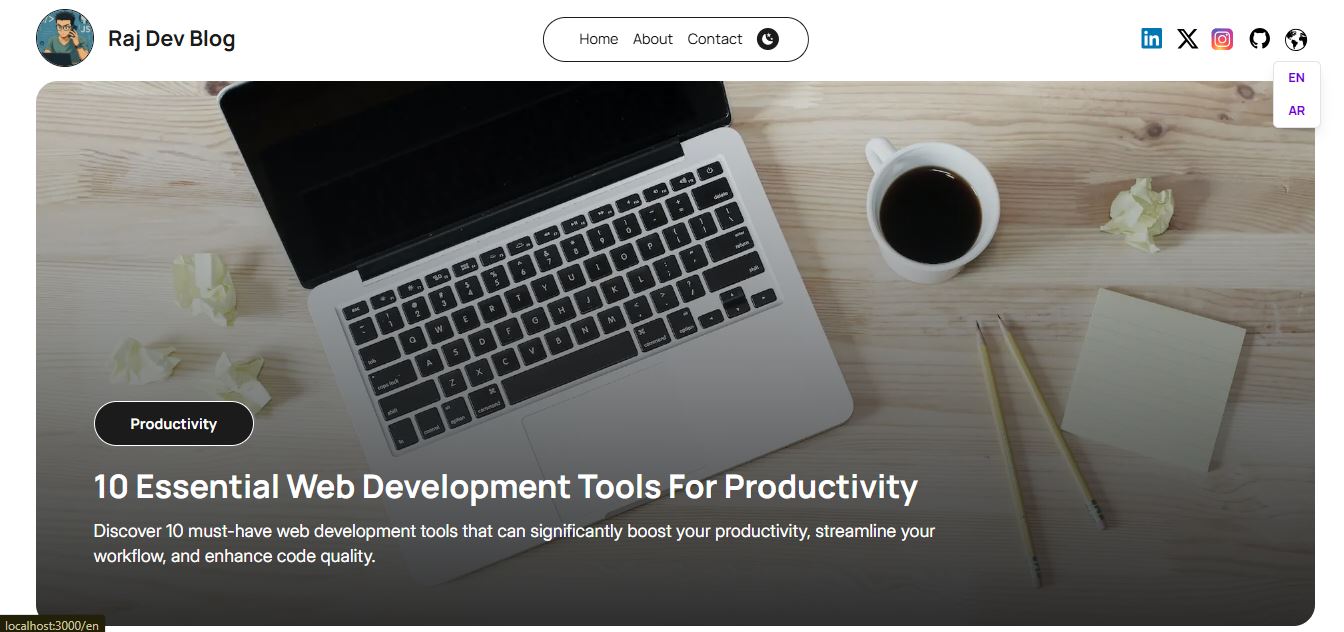 Raj Dev Blog
Home About Contact
EN
AR
Productivity
10 Essential Web Development Tools For Productivity
Discover 10 must-have web development tools that can significantly boost your productivity, streamline your
workflow, and enhance code quality.
localhost:3000/en